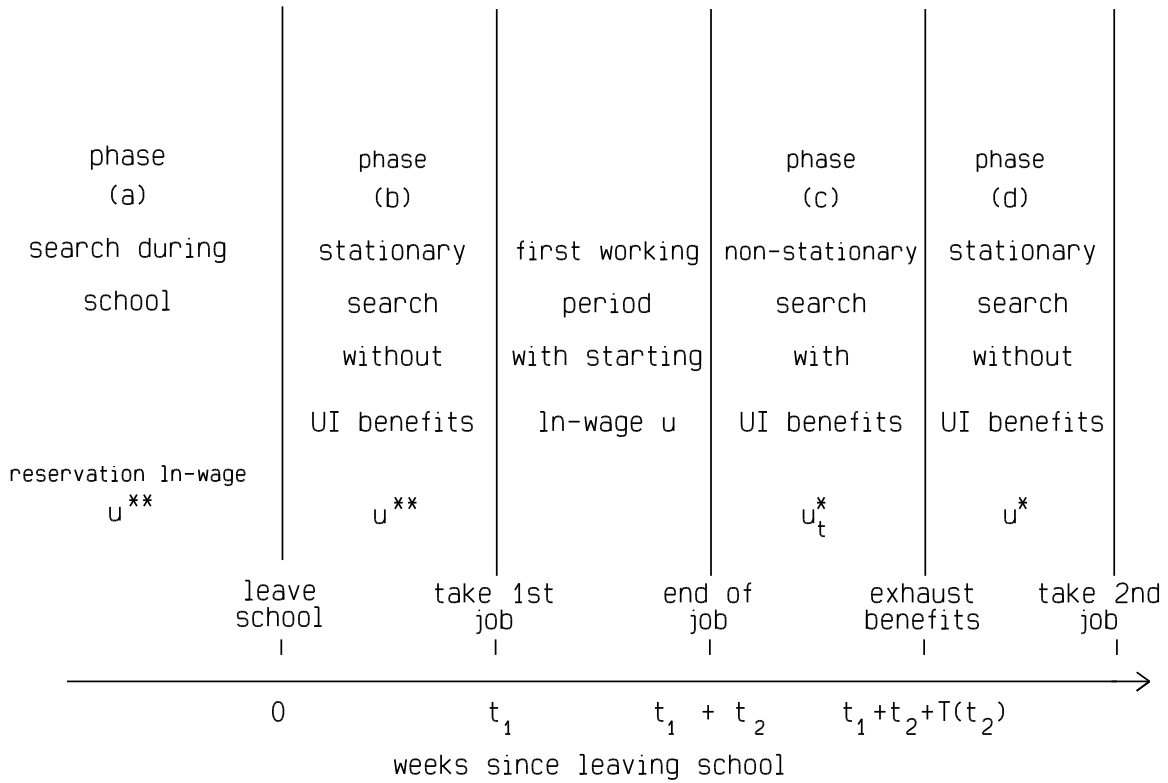 phase
(a)
search during
school
reservation ln-wage
u**
phase
(b)
stationary
search
without
UI benefits
u**
first working
period
with starting
ln-wage u
phase
(c)
non-stationary
search
with
UI benefits
u*t
phase
(d)
stationary
search
without
UI benefits
u*
leave
school
take 1st
job
end of
job
exhaust
benefits
take 2nd
job
0
t1
t1 + t2
t1+t2+T(t2)
weeks since leaving school